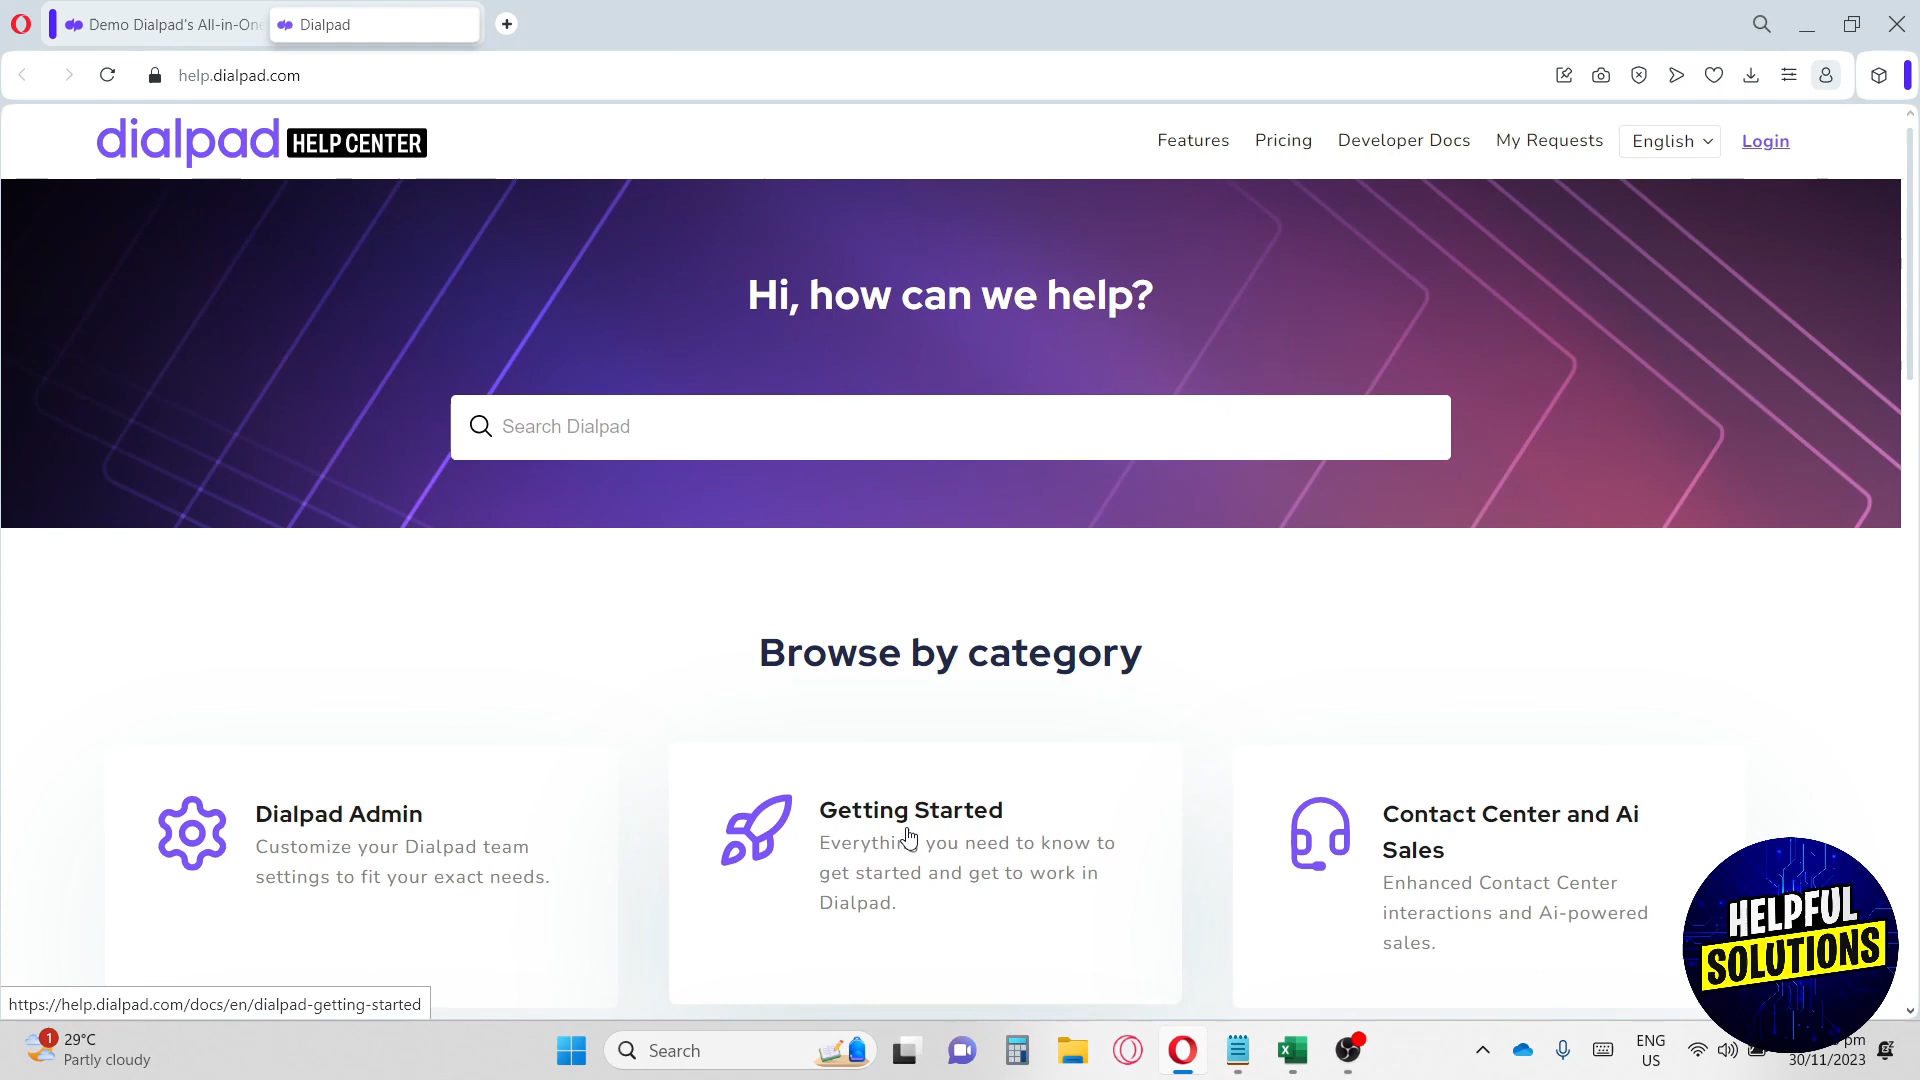 Demo Dialpad's All-in-One
Dialpad
help.dialpad.com
dialpad HELP CENTER
Features Pricing Developer Docs My Requests English Login
Hi, how can we help?
Search Dialpad
Browse by category
Dialpad Admin
Customize your Dialpad team
settings to fit your exact needs.
Getting Started
Everything you need to know to
get started and get to work in
Dialpad.
Contact Center and Ai
Sales
Enhanced Contact Center
interactions and Ai-powered
sales.
HELPFUL
SOLUTIONS
https://help.dialpad.com/docs/en/dialpad-getting-started
1
29°C
Partly cloudy
Search
ENG
US
pm
30/11/2023